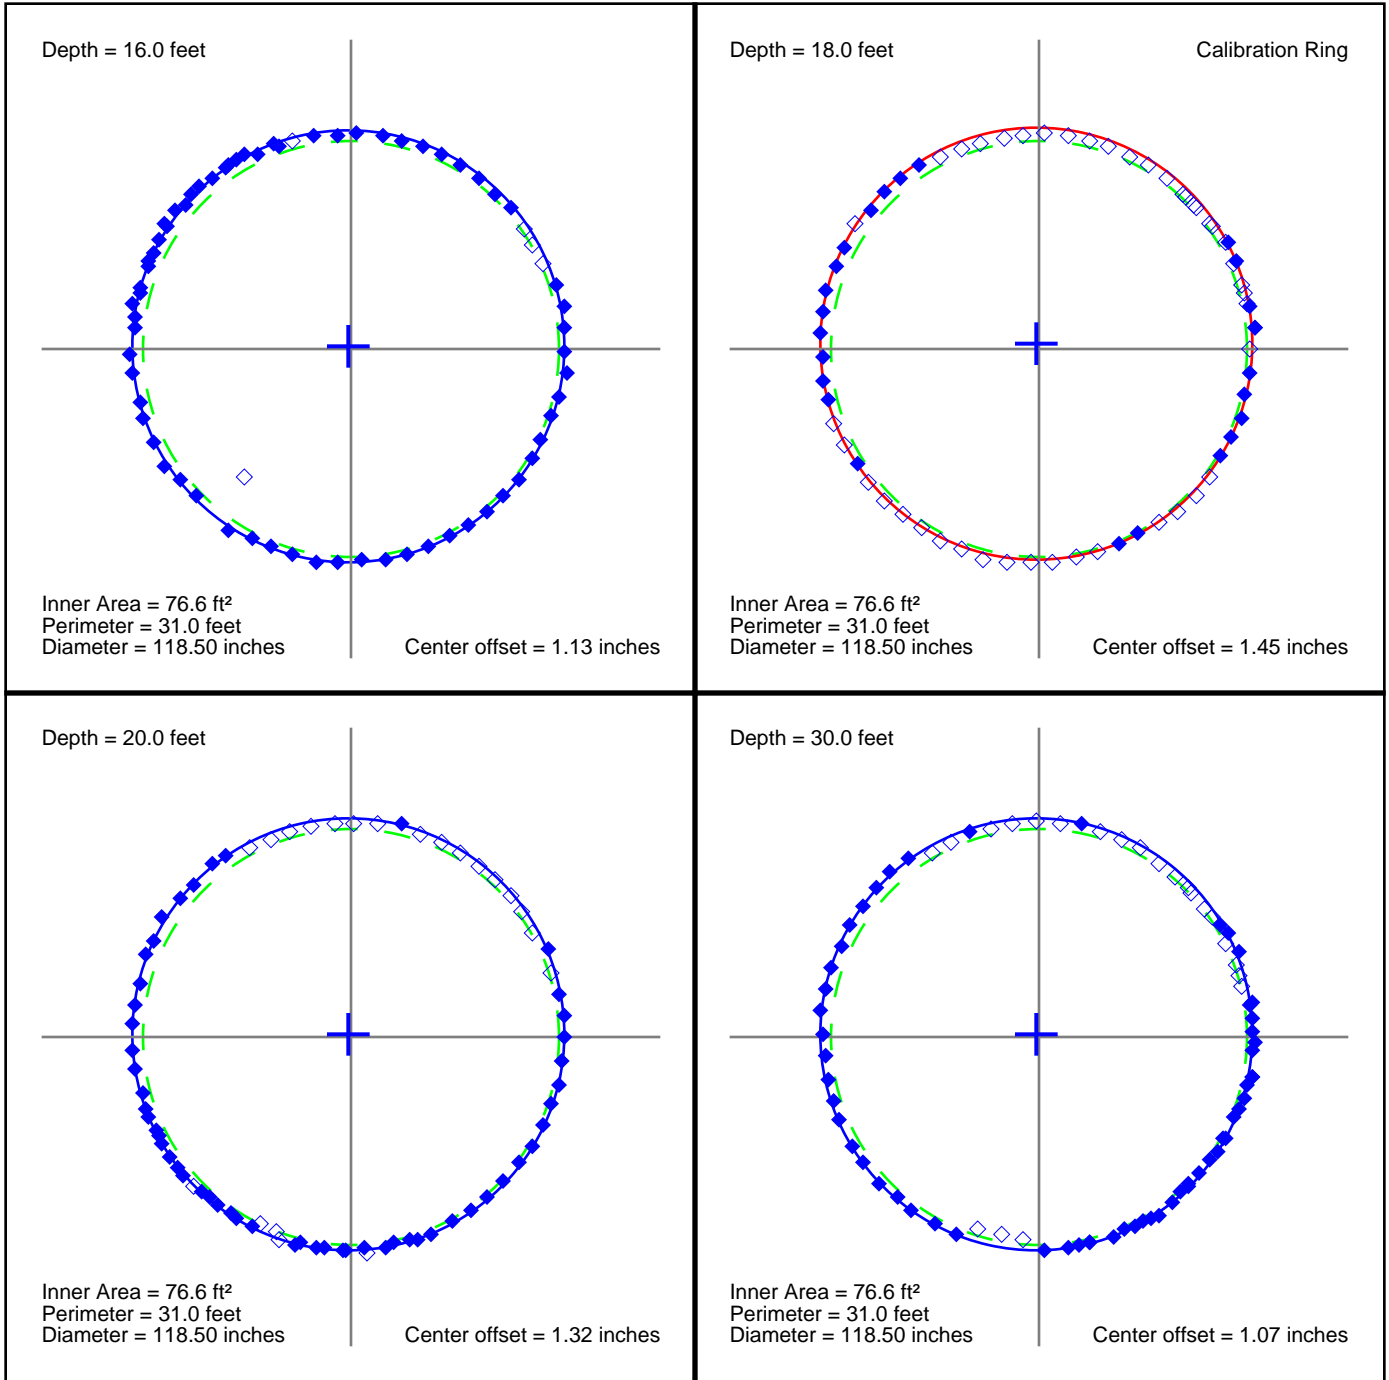 Depth = 16.0 feet
Inner Area = 76.6 ft²
Perimeter = 31.0 feet
Diameter = 118.50 inches
Center offset = 1.13 inches
Depth = 18.0 feet
Calibration Ring
Inner Area = 76.6 ft²
Perimeter = 31.0 feet
Diameter = 118.50 inches
Center offset = 1.45 inches
Depth = 20.0 feet
Inner Area = 76.6 ft²
Perimeter = 31.0 feet
Diameter = 118.50 inches
Center offset = 1.32 inches
Depth = 30.0 feet
Inner Area = 76.6 ft²
Perimeter = 31.0 feet
Diameter = 118.50 inches
Center offset = 1.07 inches